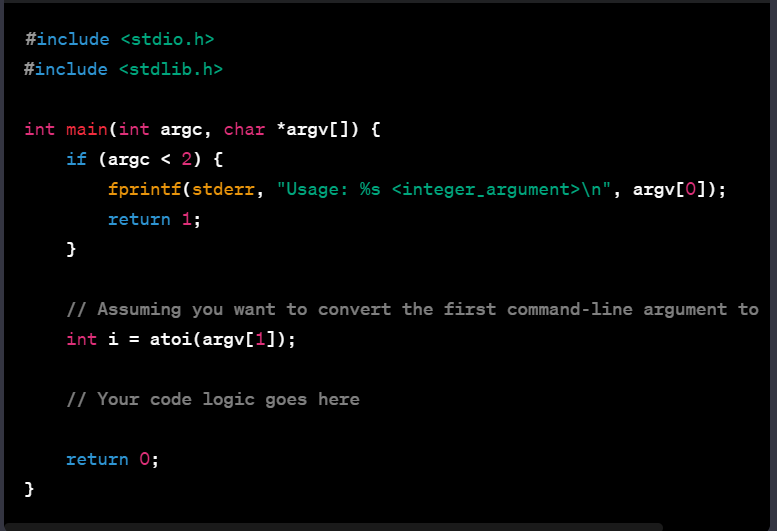 #include <stdio.h>
#include <stdlib.h>
int main(int argc, char *argv[]) {
if (argc < 2) {
fprintf(stderr, "Usage: %s <integer_argument>\n", argv[0]);
return 1;
}
// Assuming you want to convert the first command-line argument to
int i = atoi(argv[1]);
// Your code logic goes here
return 0;
}